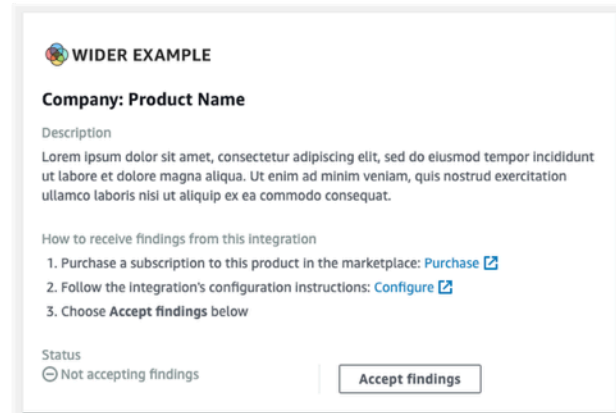 WIDER EXAMPLE
Company: Product Name
Description
Lorem ipsum dolor sit amet, consectetur adipiscing elit, sed do eiusmod tempor incididunt
ut labore et dolore magna aliqua. Ut enim ad minim veniam, quis nostrud exercitation
ullamco laboris nisi ut aliquip ex ea commodo consequat.
How to receive findings from this integration
1. Purchase a subscription to this product in the marketplace: Purchase
2. Follow the integration's configuration instructions: Configure
3. Choose Accept findings below
Status
Not accepting findings
Accept findings